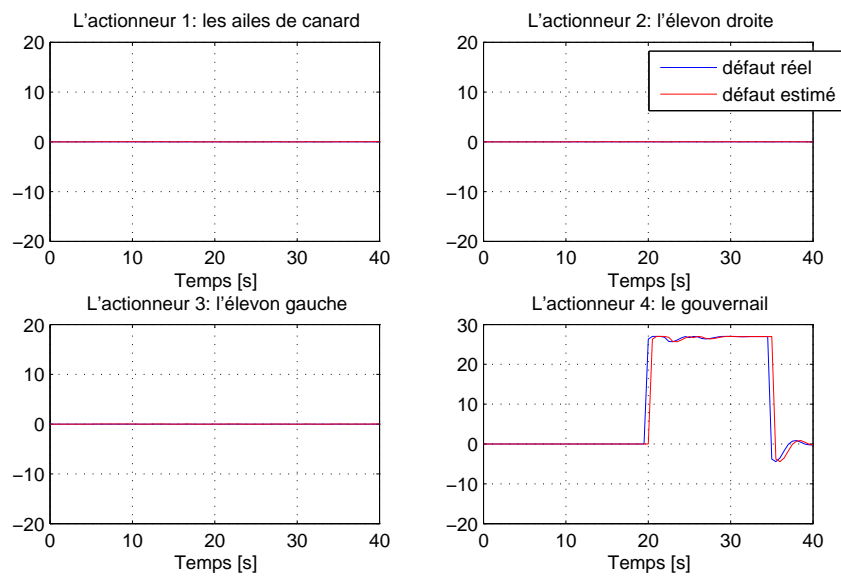 L'actionneur 1: les ailes de canard
20
10
0
−10
−20
0 10 20 30 40
Temps [s]
L'actionneur 2: l'élevon droite
20
10
0
−10
−20
0 10 20 30 40
Temps [s]
défaut réel
défaut estimé
L'actionneur 3: l'élevon gauche
20
10
0
−10
−20
0 10 20 30 40
Temps [s]
L'actionneur 4: le gouvernail
30
20
10
0
−10
−20
0 10 20 30 40
Temps [s]